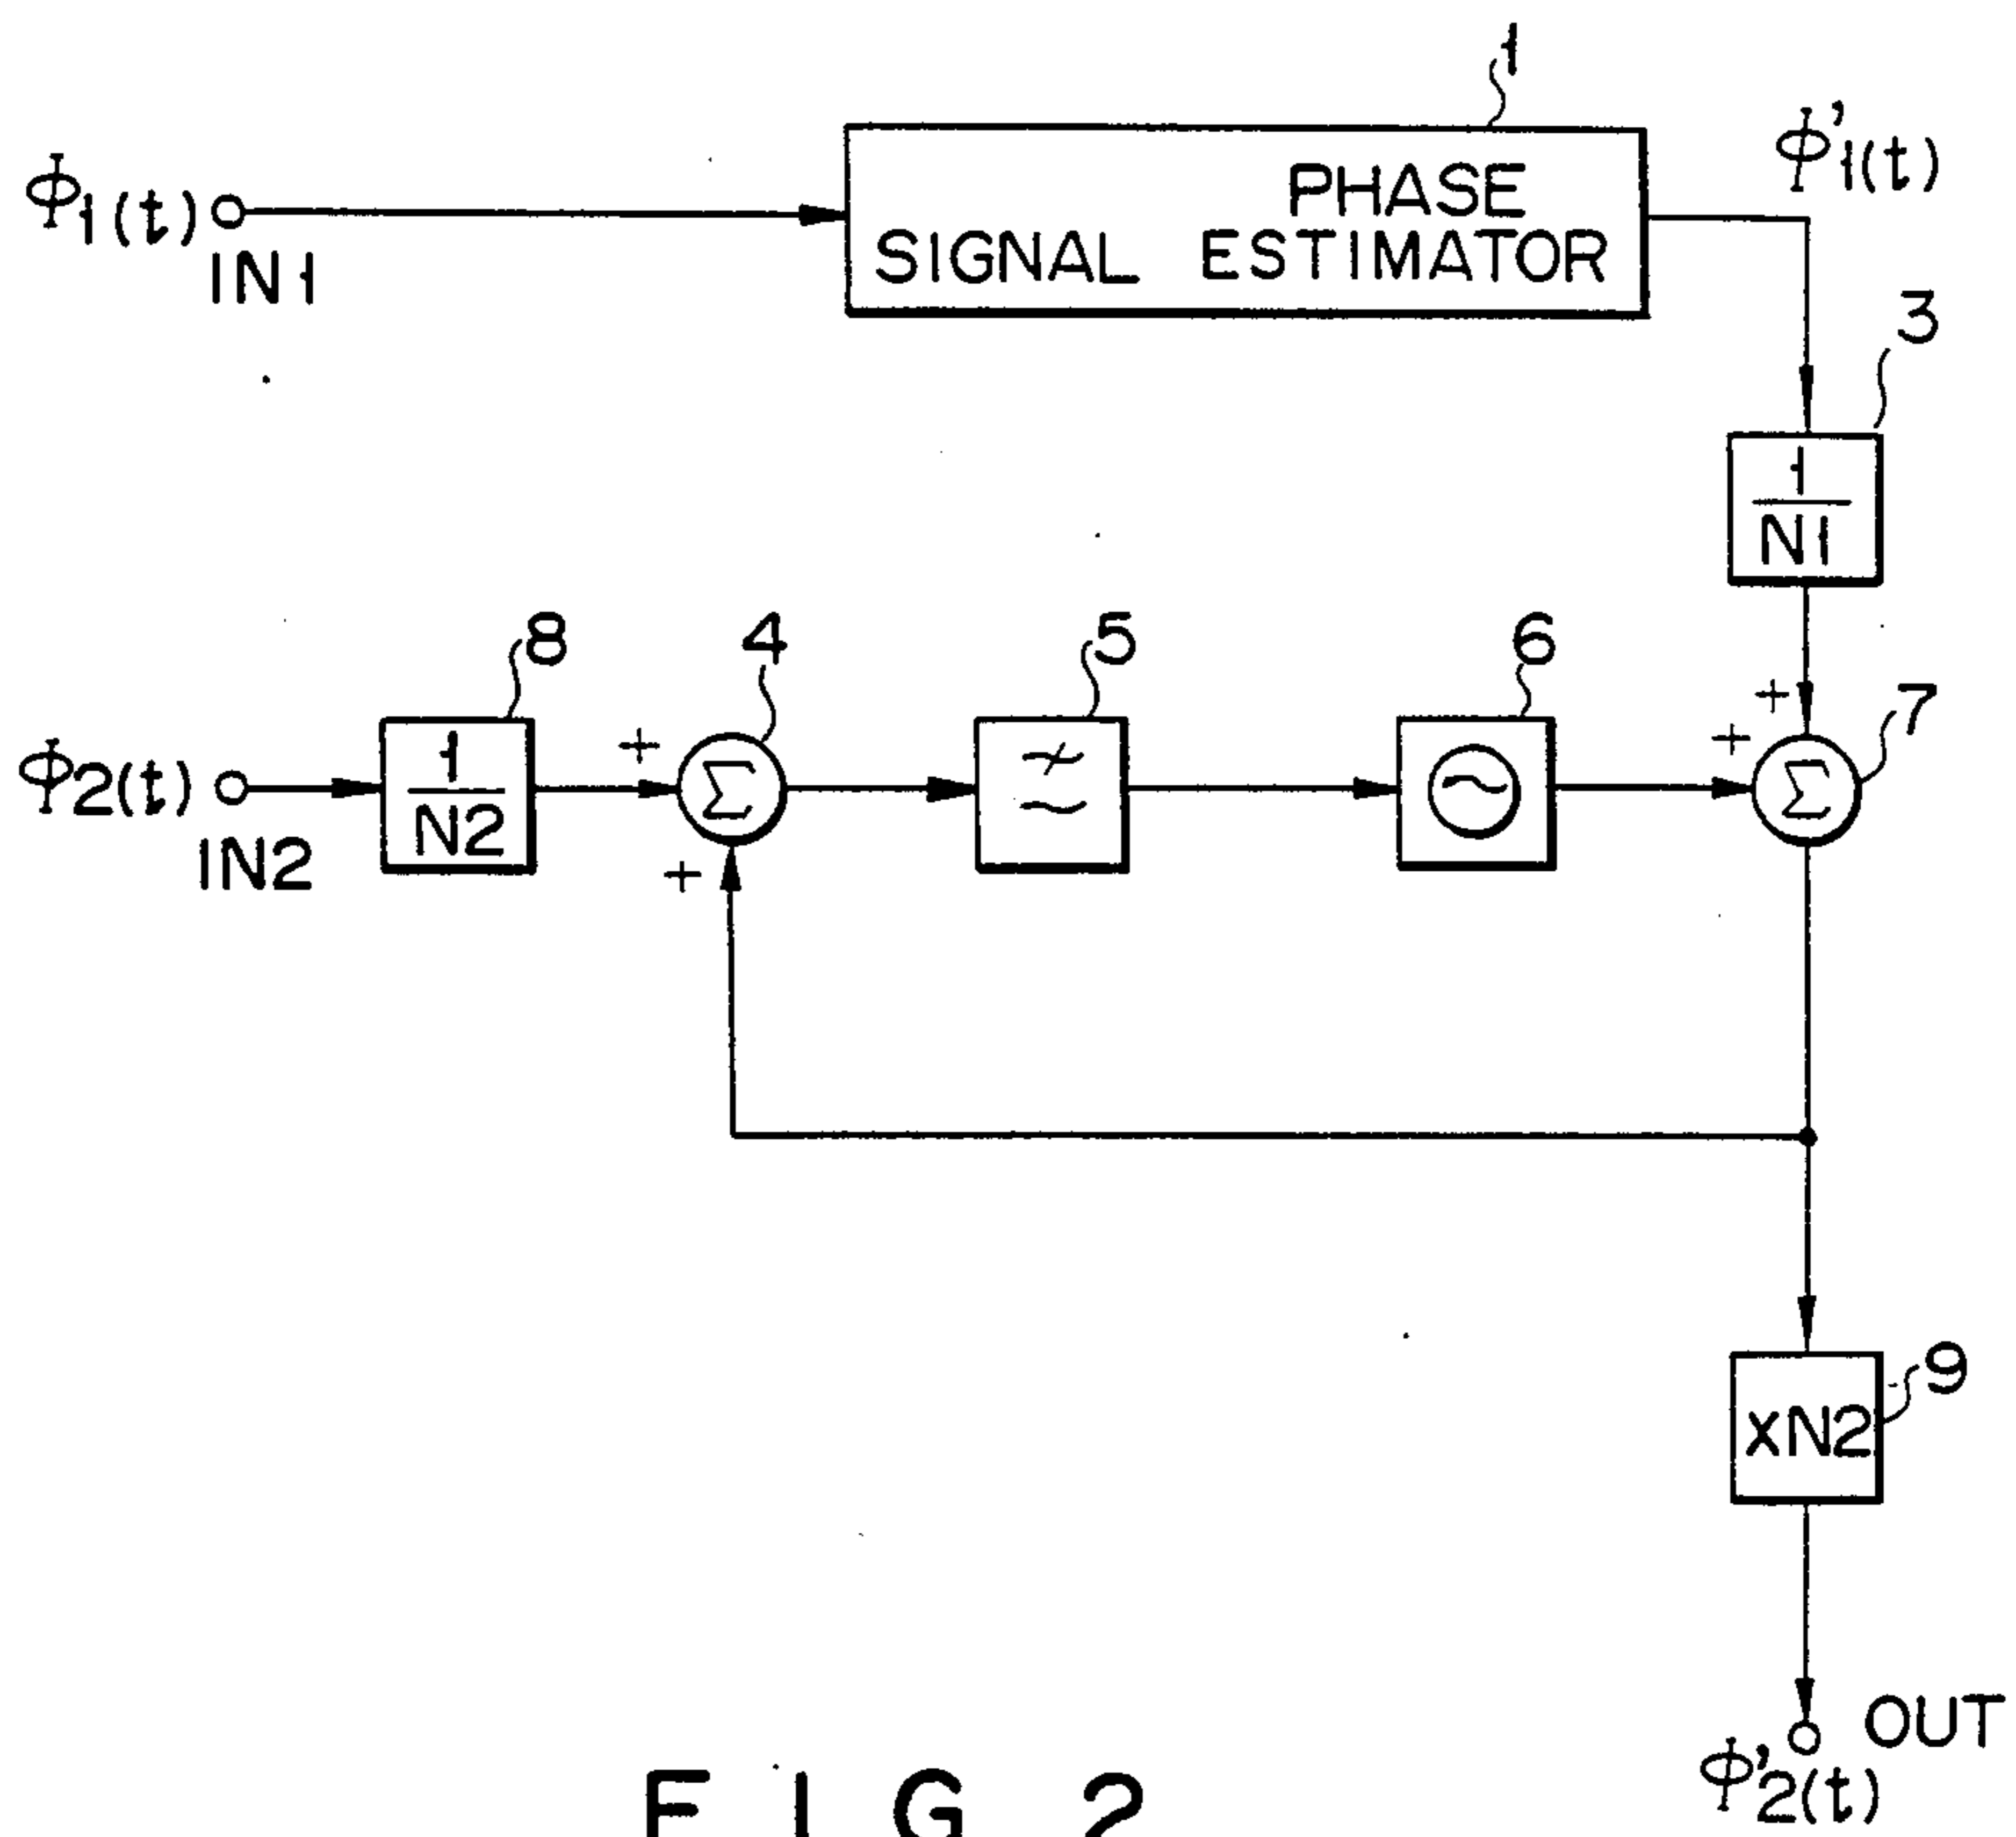 1
Φ1(t)
IN1
PHASE
SIGNAL ESTIMATOR
Φ'1(t)
3
1
N1
8
4
5
6
7
Φ2(t)
IN2
1
N2
+
Σ
+
+
+
Σ
9
XN2
OUT
Φ'2(t)
FIG 2